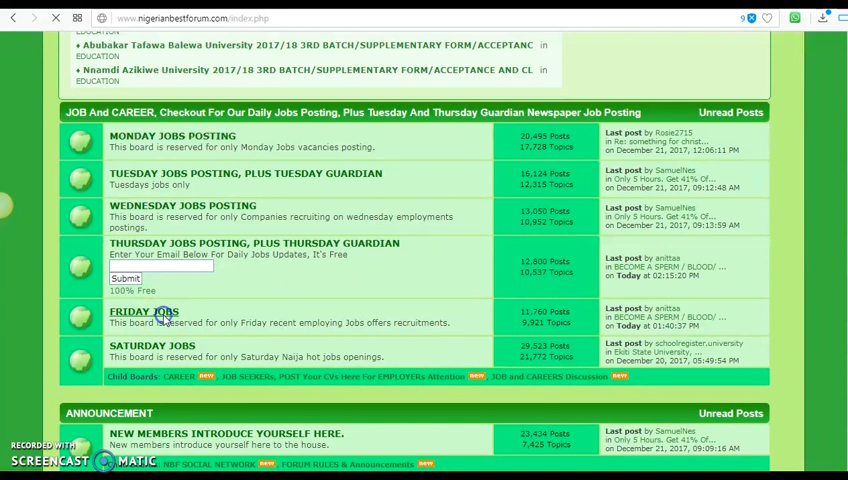 www.nigerianbestforum.com/index.php
9
EDUCATION
♦ Abubakar Tafawa Balewa University 2017/18 3RD BATCH/SUPPLEMENTARY FORM/ACCEPTANC in
EDUCATION
♦ Nnamdi Azikiwe University 2017/18 3RD BATCH/SUPPLEMENTARY FORM/ACCEPTANCE AND CL in
EDUCATION
JOB And CAREER, Checkout For Our Daily Jobs Posting, Plus Tuesday And Thursday Guardian Newspaper Job Posting Unread Posts
MONDAY JOBS POSTING
This board is reserved for only Monday Jobs vacancies posting.
20,495 Posts
17,728 Topics
Last post by Rosie2715
in Re: something for christ...
on December 21, 2017, 12:06:11 PM
TUESDAY JOBS POSTING, PLUS TUESDAY GUARDIAN
Tuesdays jobs only
16,124 Posts
12,315 Topics
Last post by SamuelNes
in Only 5 Hours. Get 41% Of...
on December 21, 2017, 09:12:48 AM
WEDNESDAY JOBS POSTING
This board is reserved for only Companies recruiting on wednesday employments
postings.
13,050 Posts
10,952 Topics
Last post by SamuelNes
in Only 5 Hours. Get 41% Of...
on December 21, 2017, 09:13:59 AM
THURSDAY JOBS POSTING, PLUS THURSDAY GUARDIAN
Enter Your Email Below For Daily Jobs Updates, It's Free
Submit
100% Free
12,800 Posts
10,537 Topics
Last post by anittaa
in BECOME A SPERM / BLOOD/ ...
on Today at 02:15:20 PM
FRIDAY JOBS
This board is reserved for only Friday recent employing Jobs offers recruitments.
11,760 Posts
9,921 Topics
Last post by anittaa
in BECOME A SPERM / BLOOD/ ...
on Today at 01:40:37 PM
SATURDAY JOBS
This board is reserved for only Saturday Naija hot jobs openings.
29,523 Posts
21,772 Topics
Last post by schoolregister.university
in Ekiti State University, ...
on December 20, 2017, 05:49:54 PM
Child Boards: CAREER new, JOB SEEKERS, POST Your CVs Here For EMPLOYERs Attention new, JOB and CAREERS Discussion new
ANNOUNCEMENT Unread Posts
NEW MEMBERS INTRODUCE YOURSELF HERE.
New members introduce yourself here to the house.
23,434 Posts
7,425 Topics
Last post by SamuelNes
in Only 5 Hours. Get 41% Of...
on December 21, 2017, 09:09:16 AM
NBF SOCIAL NETWORK new, FORUM RULES & Announcements new
RECORDED WITH
SCREENCAST MATIC